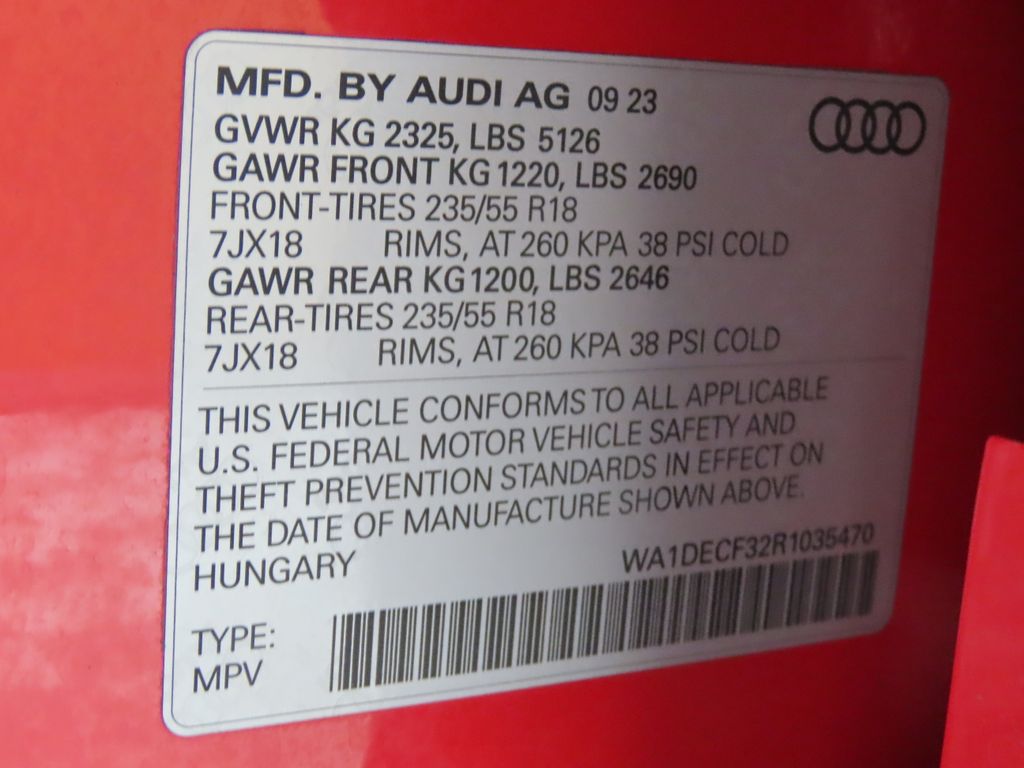 MFD. BY AUDI AG 09 23
GVWR KG 2325, LBS 5126
GAWR FRONT KG 1220, LBS 2690
FRONT-TIRES 235/55 R18
7JX18 RIMS, AT 260 KPA 38 PSI COLD
GAWR REAR KG 1200, LBS 2646
REAR-TIRES 235/55 R18
7JX18 RIMS, AT 260 KPA 38 PSI COLD
THIS VEHICLE CONFORMS TO ALL APPLICABLE
U.S. FEDERAL MOTOR VEHICLE SAFETY AND
THEFT PREVENTION STANDARDS IN EFFECT ON
THE DATE OF MANUFACTURE SHOWN ABOVE.
HUNGARY WA1DECF32R1035470
TYPE:
MPV